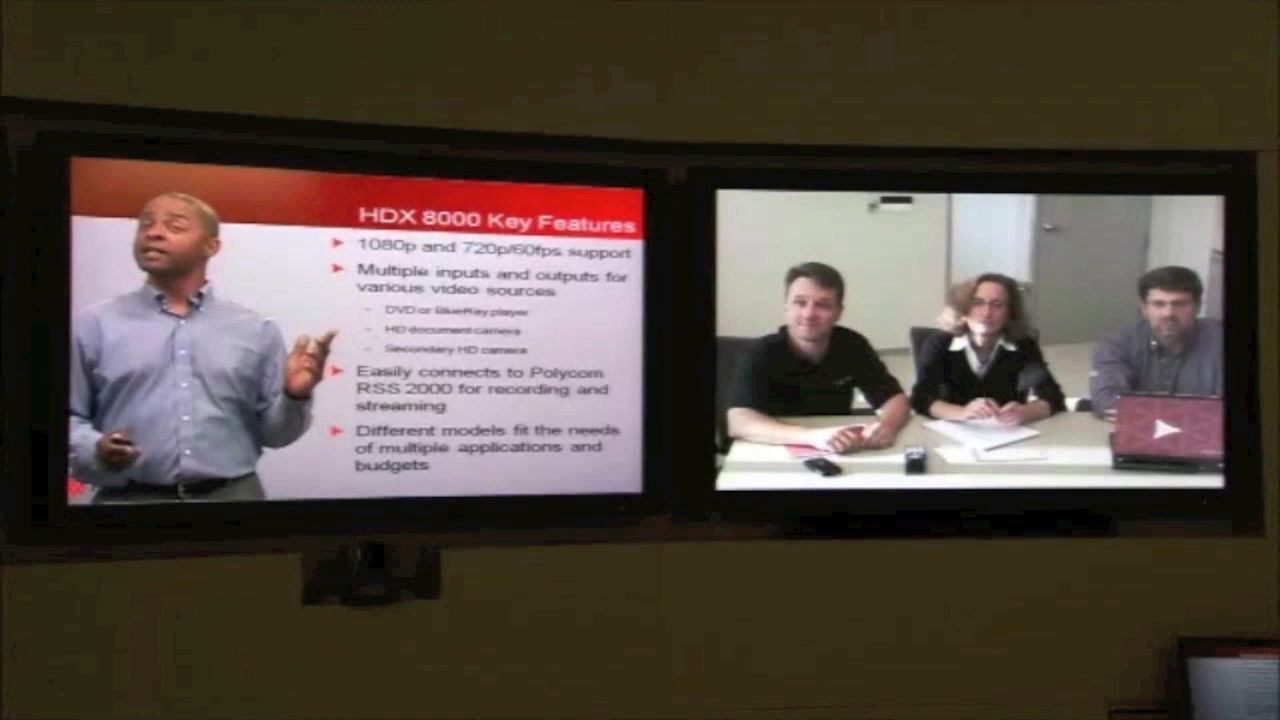 HDX 8000 Key Features
1080p and 720p/60fps support
Multiple inputs and outputs for
various video sources
- DVD or BlueRay player
- HD document camera
- Secondary HD camera
Easily connects to Polycom
RSS 2000 for recording and
streaming
Different models fit the needs
of multiple applications and
budgets